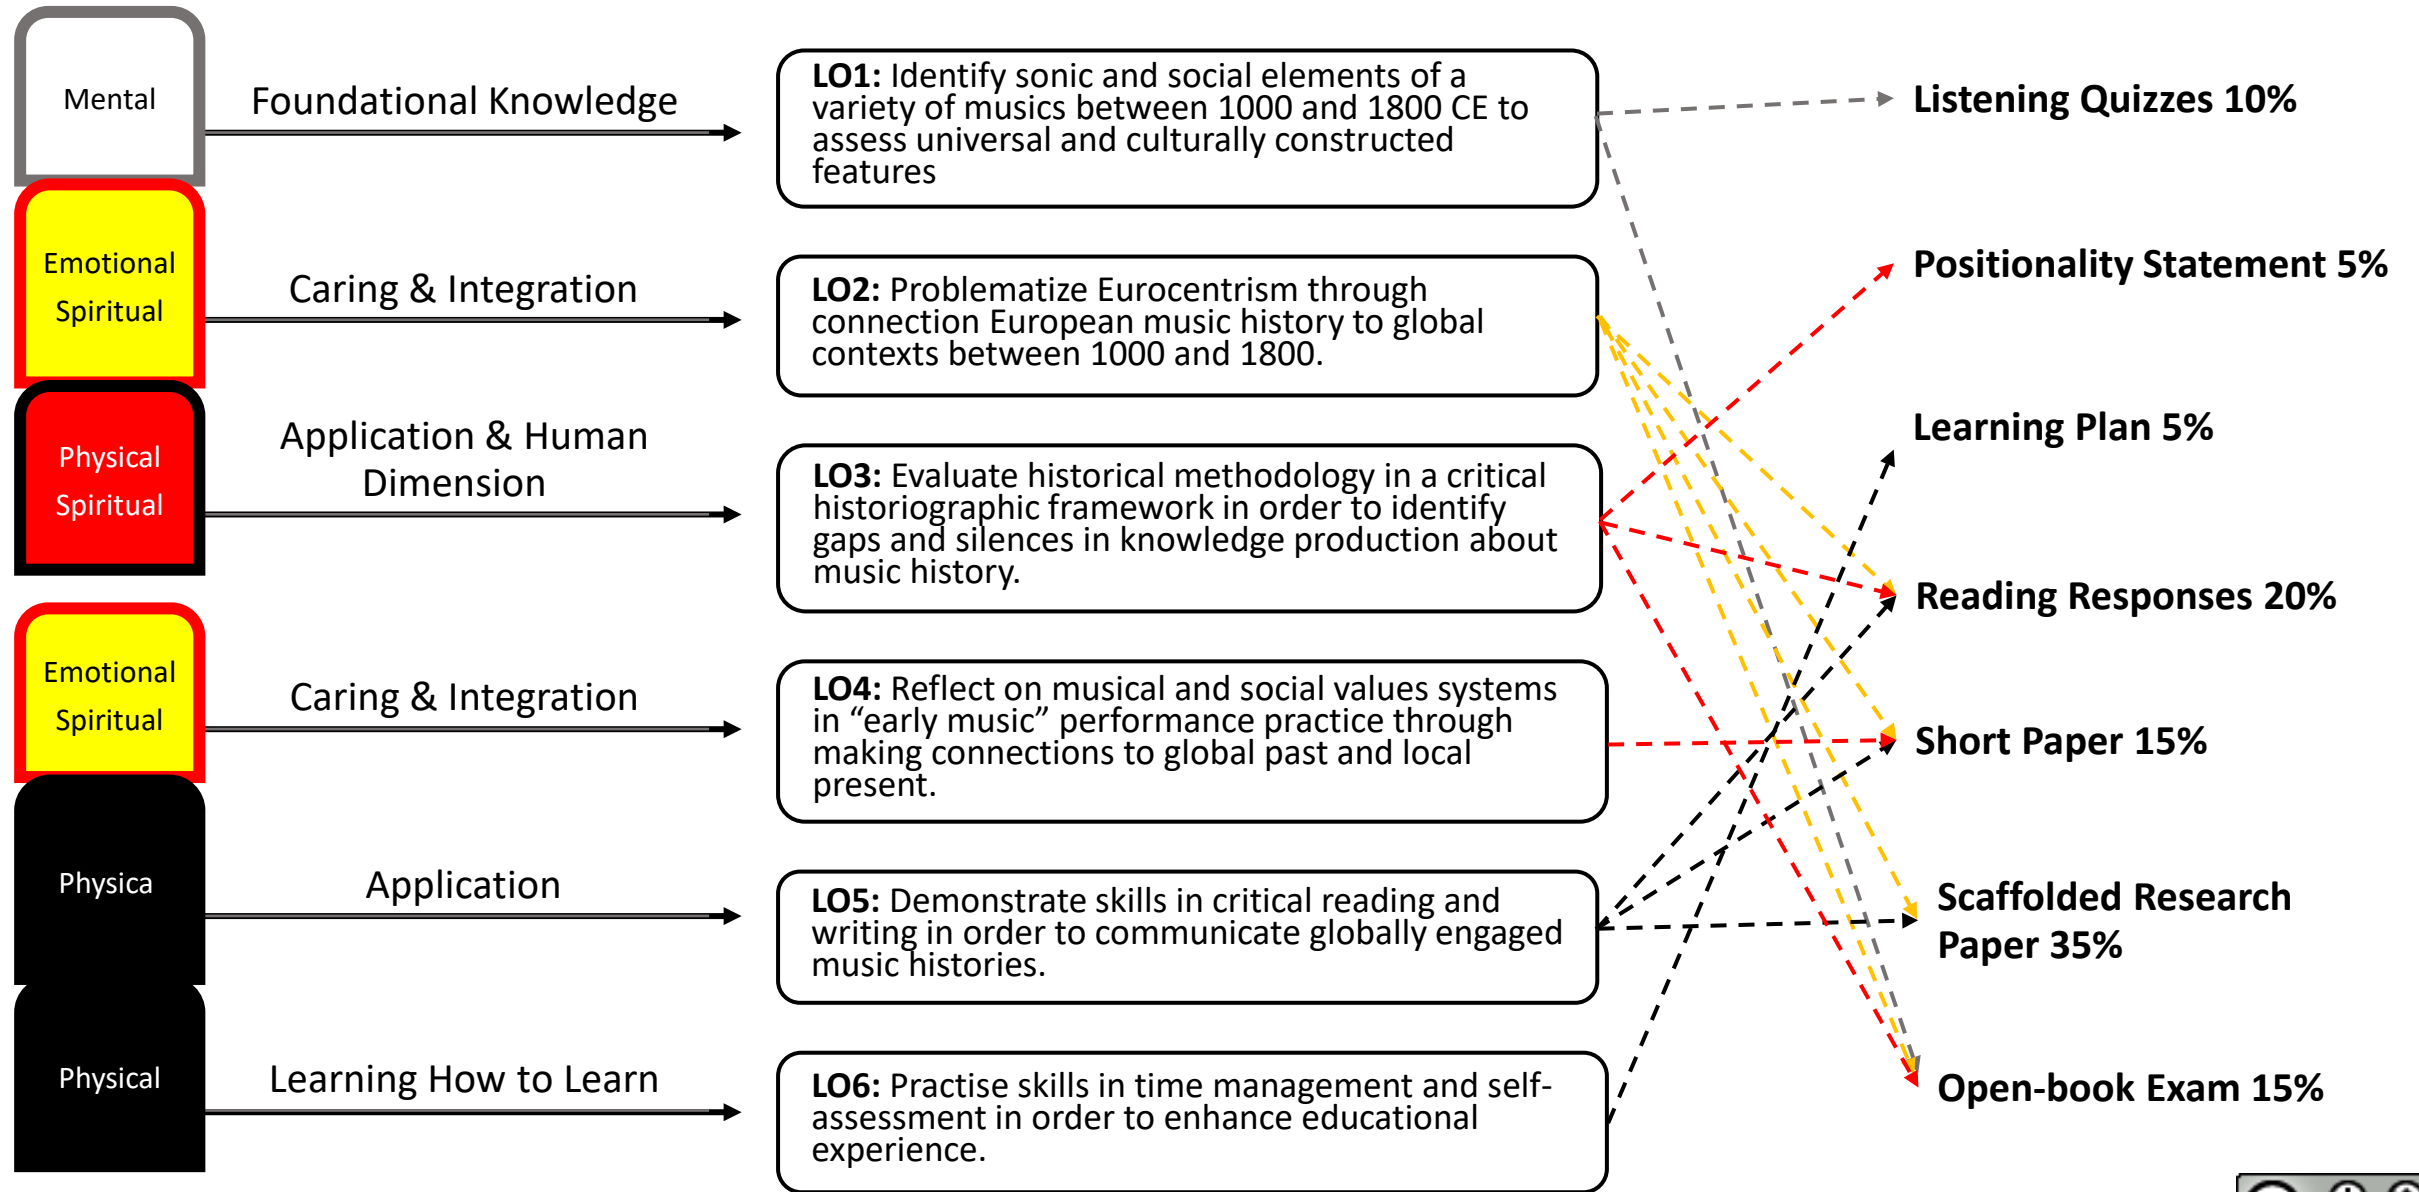 Mental
Foundational Knowledge
LO1: Identify sonic and social elements of a
variety of musics between 1000 and 1800 CE to
assess universal and culturally constructed
features
Listening Quizzes 10%
Emotional
Spiritual
Caring & Integration
LO2: Problematize Eurocentrism through
connection European music history to global
contexts between 1000 and 1800.
Positionality Statement 5%
Physical
Spiritual
Application & Human
Dimension
LO3: Evaluate historical methodology in a critical
historiographic framework in order to identify
gaps and silences in knowledge production about
music history.
Learning Plan 5%
Reading Responses 20%
Emotional
Spiritual
Caring & Integration
LO4: Reflect on musical and social values systems
in “early music” performance practice through
making connections to global past and local
present.
Short Paper 15%
Physica
Application
LO5: Demonstrate skills in critical reading and
writing in order to communicate globally engaged
music histories.
Scaffolded Research
Paper 35%
Physical
Learning How to Learn
LO6: Practise skills in time management and self-
assessment in order to enhance educational
experience.
Open-book Exam 15%